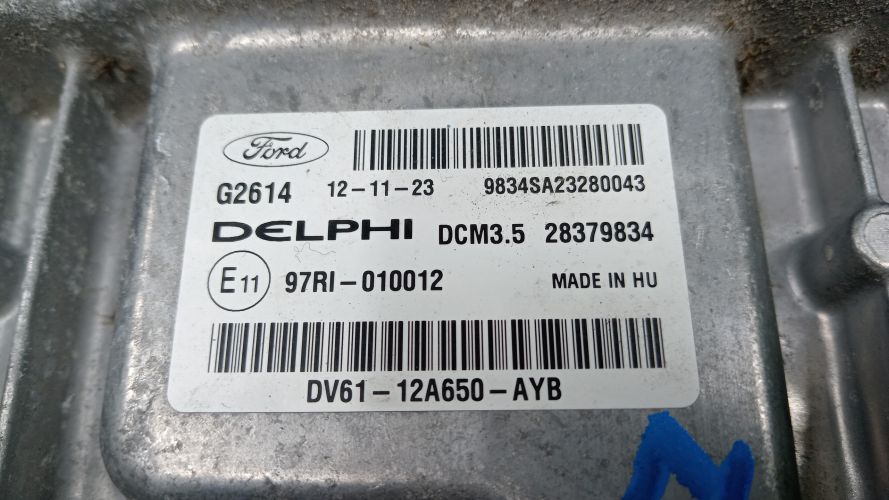 Ford
G2614 12-11-23 9834SA23280043
DELPHI DCM3.5 28379834
E11 97RI-010012 MADE IN HU
DV61-12A650-AYB